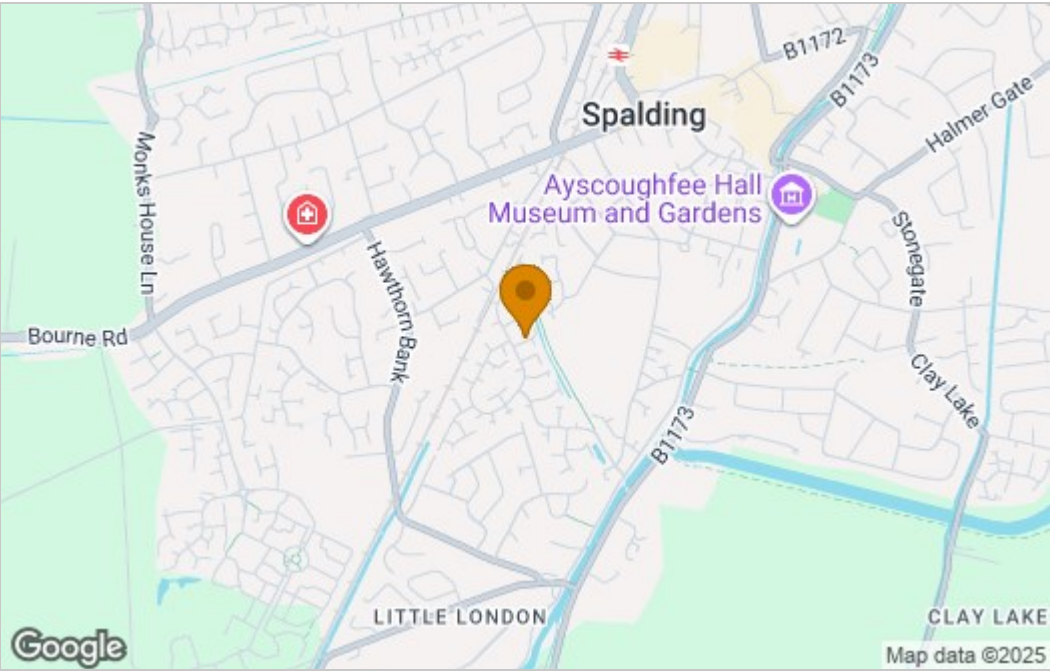 B1172
B1173
Spalding
Halmer Gate
Monks House Ln
Ayscoughfee Hall
Museum and Gardens
Stonegate
Hawthorn Bank
Bourne Rd
Clay Lake
B1173
LITTLE LONDON
CLAY LAKE
Google
Map data ©2025